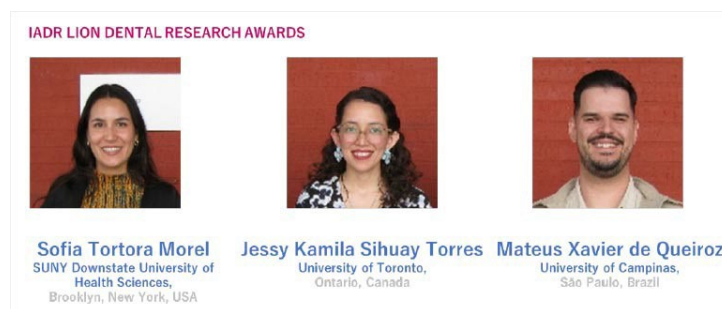 IADR LION DENTAL RESEARCH AWARDS
Sofia Tortora Morel
SUNY Downstate University of
Health Sciences,
Brooklyn, New York, USA
Jessy Kamila Sihuay Torres
University of Toronto,
Ontario, Canada
Mateus Xavier de Queiroz
University of Campinas,
São Paulo, Brazil